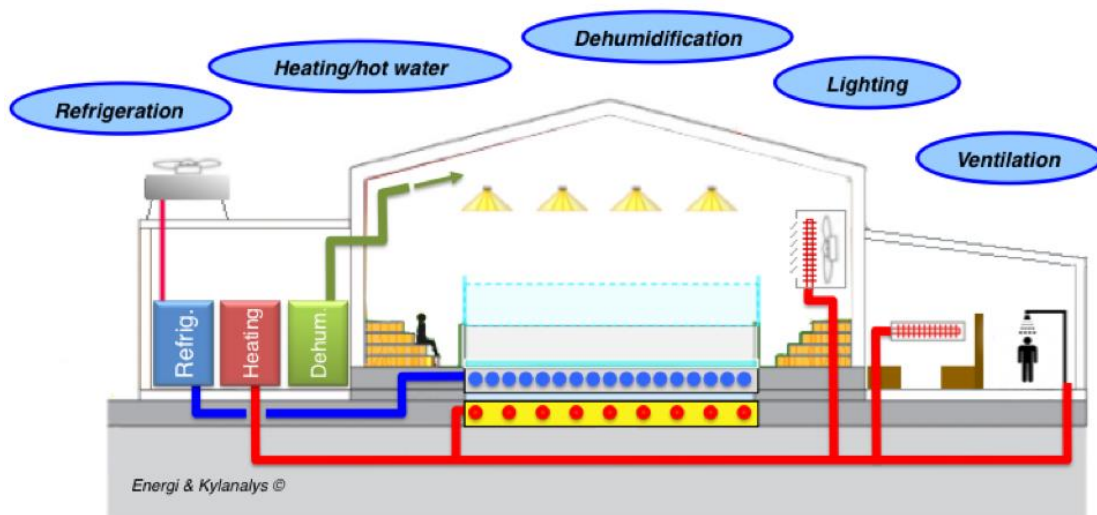 Dehumidification
Heating/hot water
Lighting
Refrigeration
Ventilation
Refrig.
Heating
Dehum.
Energi & Kylanalys ©